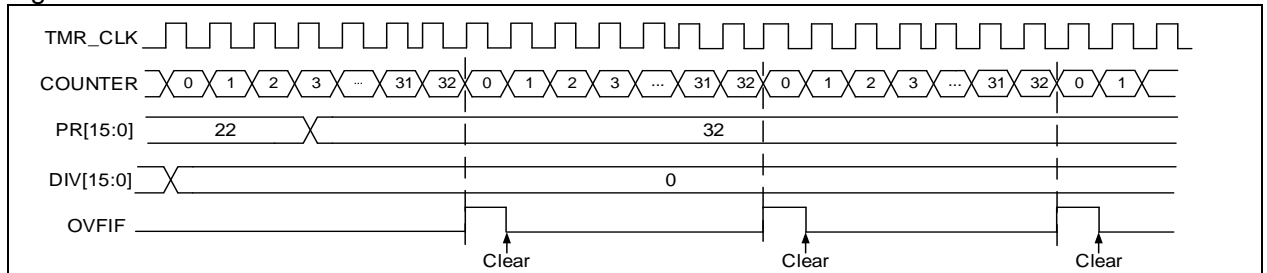 TMR_CLK
COUNTER 0 1 2 3 ... 31 32 0 1 2 3 ... 31 32 0 1 2 3 ... 31 32 0 1
PR[15:0] 22 32
DIV[15:0] 0
OVFIF
Clear Clear Clear